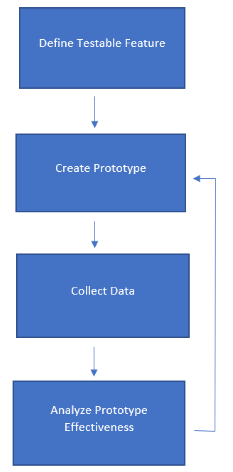 Define Testable Feature
Create Prototype
Collect Data
Analyze Prototype
Effectiveness